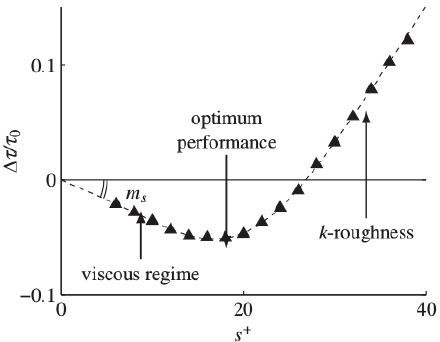 0.1
optimum
performance
Δτ/τ0
0
ms
k-roughness
viscous regime
−0.1
0
20
40
s+